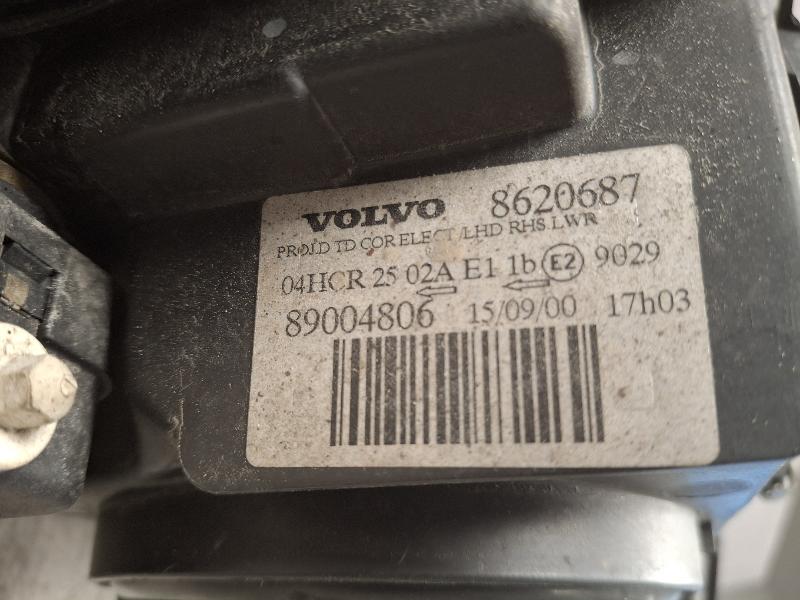 VOLVO 8620687
PROJ.D TD COR ELECT /LHD RHS.LWR
04HCR 25 02A E1 1b E2 9029
89004806 15/09/00 17h03